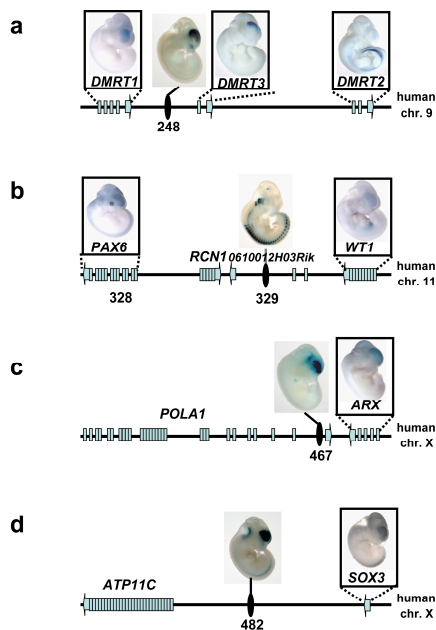 a
DMRT1
DMRT3
DMRT2
human
chr. 9
248
b
PAX6
RCN1 0610012H03Rik
WT1
human
chr. 11
328
329
c
POLA1
ARX
human
chr. X
467
d
ATP11C
SOX3
human
chr. X
482